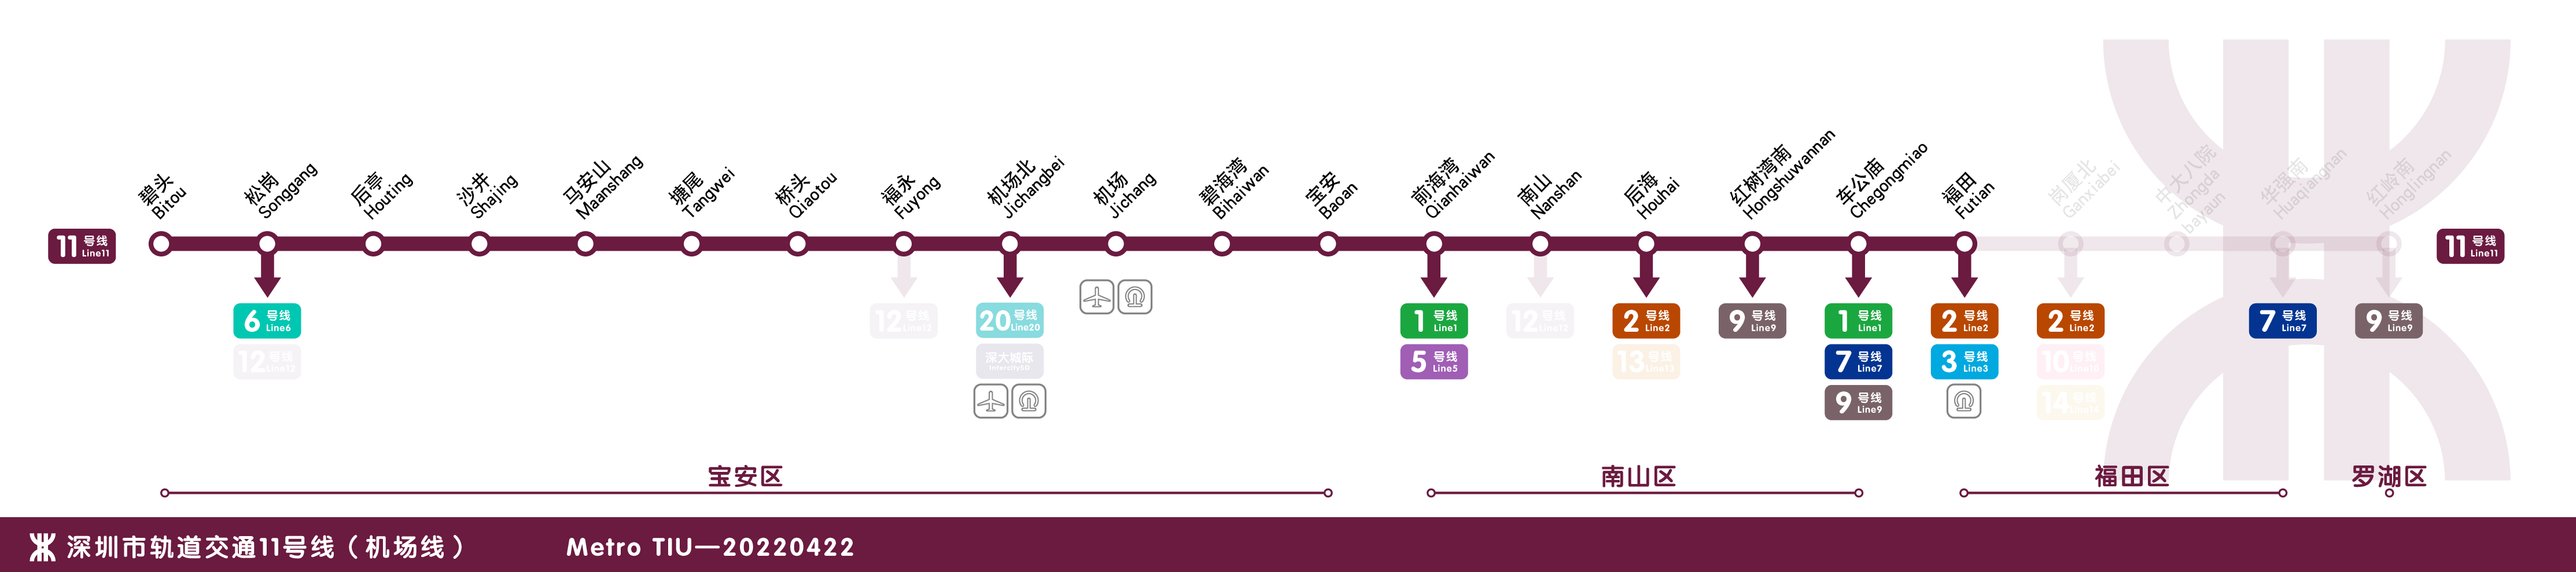 碧头
Bitou
松岗
Songgang
后亭
Houting
沙井
Shajing
马安山
Maanshang
塘尾
Tangwei
桥头
Qiaotou
福永
Fuyong
机场北
Jichangbei
机场
Jichang
碧海湾
Bihaiwan
宝安
Baoan
前海湾
Qianhaiwan
南山
Nanshan
后海
Houhai
红树湾南
Hongshuwannan
车公庙
Chegongmiao
福田
Futian
岗厦北
Ganxiabei
中大八院
Zhongda
bayaun
华强南
Huaqiangnan
红岭南
Honglingnan
11 号线
Line11
11 号线
Line11
6 号线
Line6
12 号线
Line12
12 号线
Line12
20 号线
Line20
深大城际
IntercitySD
1 号线
Line1
5 号线
Line5
12 号线
Line12
2 号线
Line2
13 号线
Line13
9 号线
Line9
1 号线
Line1
7 号线
Line7
9 号线
Line9
2 号线
Line2
3 号线
Line3
2 号线
Line2
10 号线
Line10
14 号线
Line14
7 号线
Line7
9 号线
Line9
宝安区
南山区
福田区
罗湖区
深圳市轨道交通11号线（机场线）
Metro TIU—20220422